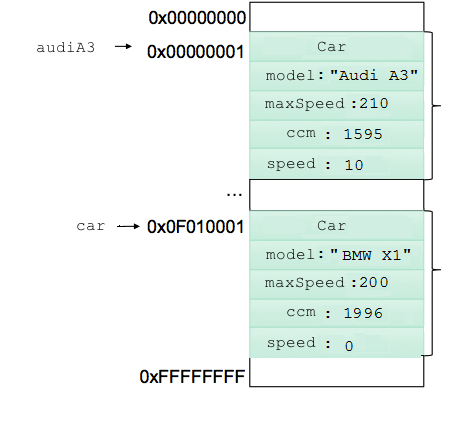 0x00000000
audiA3 0x00000001 Car
model: "Audi A3"
maxSpeed :210
ccm : 1595
speed : 10
...
car 0x0F010001 Car
model: "BMW X1"
maxSpeed :200
ccm : 1996
speed : 0
0xFFFFFFFF